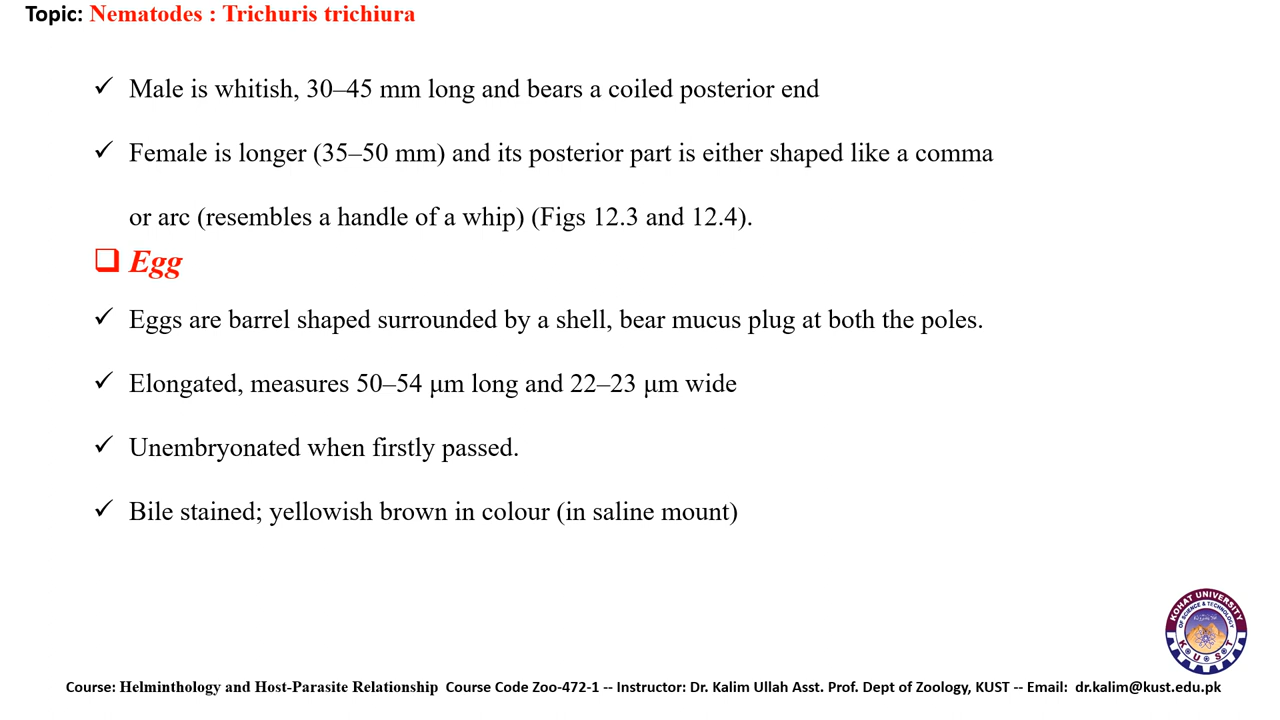 Topic: Nematodes : Trichuris trichiura
✓ Male is whitish, 30–45 mm long and bears a coiled posterior end
✓ Female is longer (35–50 mm) and its posterior part is either shaped like a comma
or arc (resembles a handle of a whip) (Figs 12.3 and 12.4).
❑ Egg
✓ Eggs are barrel shaped surrounded by a shell, bear mucus plug at both the poles.
✓ Elongated, measures 50–54 μm long and 22–23 μm wide
✓ Unembryonated when firstly passed.
✓ Bile stained; yellowish brown in colour (in saline mount)
KOHAT UNIVERSITY
OF SCIENCE & TECHNOLOGY
K U S T
Course: Helminthology and Host-Parasite Relationship Course Code Zoo-472-1 -- Instructor: Dr. Kalim Ullah Asst. Prof. Dept of Zoology, KUST -- Email: dr.kalim@kust.edu.pk